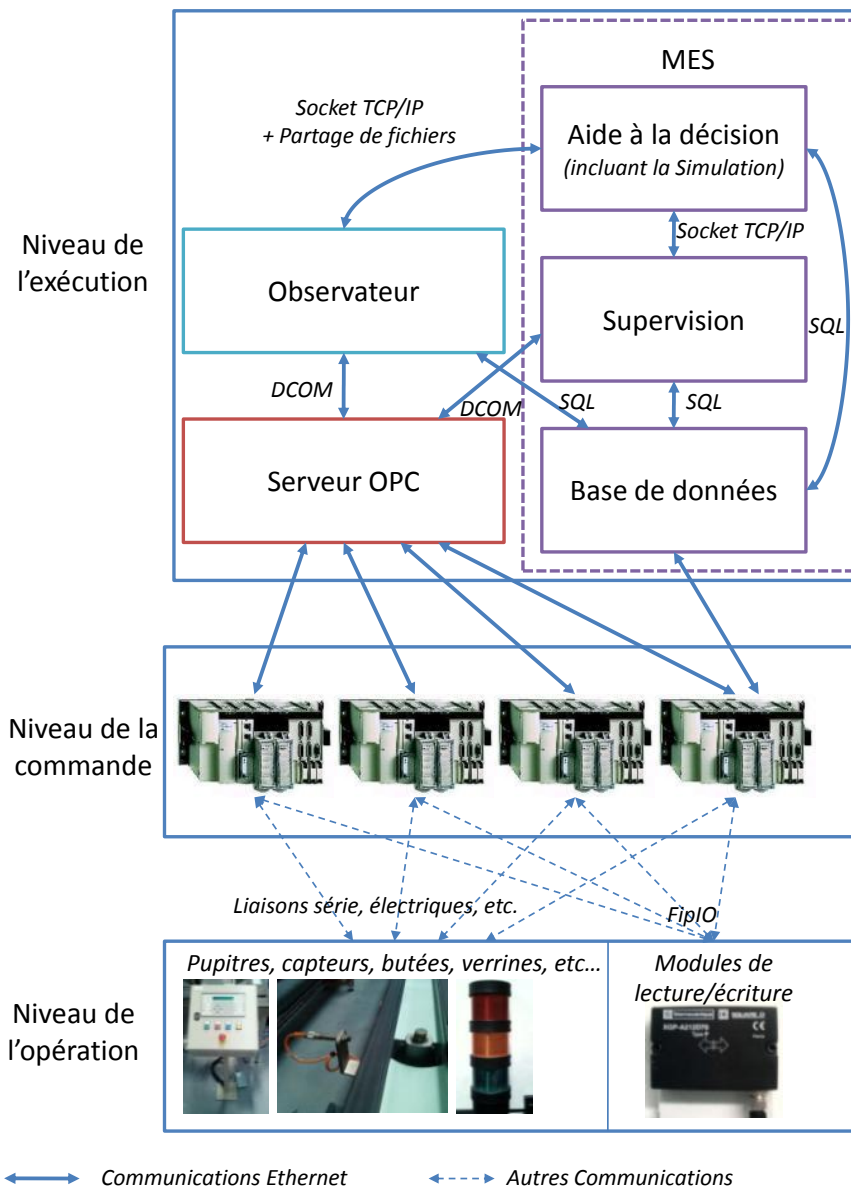 MES
Socket TCP/IP
+ Partage de fichiers
Aide à la décision
(incluant la Simulation)
Socket TCP/IP
Niveau de
l'exécution
Observateur
Supervision
SQL
DCOM
DCOM
SQL
SQL
Serveur OPC
Base de données
Niveau de la
commande
Liaisons série, électriques, etc.
FipIO
Pupitres, capteurs, butées, verrines, etc...
Modules de
lecture/écriture
Niveau de
l'opération
CE
Communications Ethernet
Autres Communications